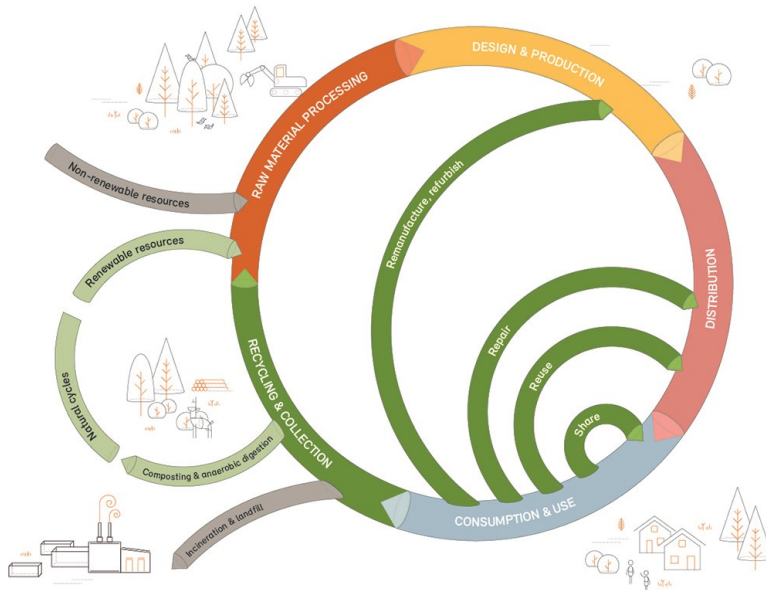 DESIGN & PRODUCTION
RAW MATERIAL PROCESSING
Non-renewable resources
Remanufacture, refurbish
Renewable resources
DISTRIBUTION
Repair
Reuse
Natural cycles
RECYCLING & COLLECTION
Share
Composting & anaerobic digestion
CONSUMPTION & USE
Incineration & landfill